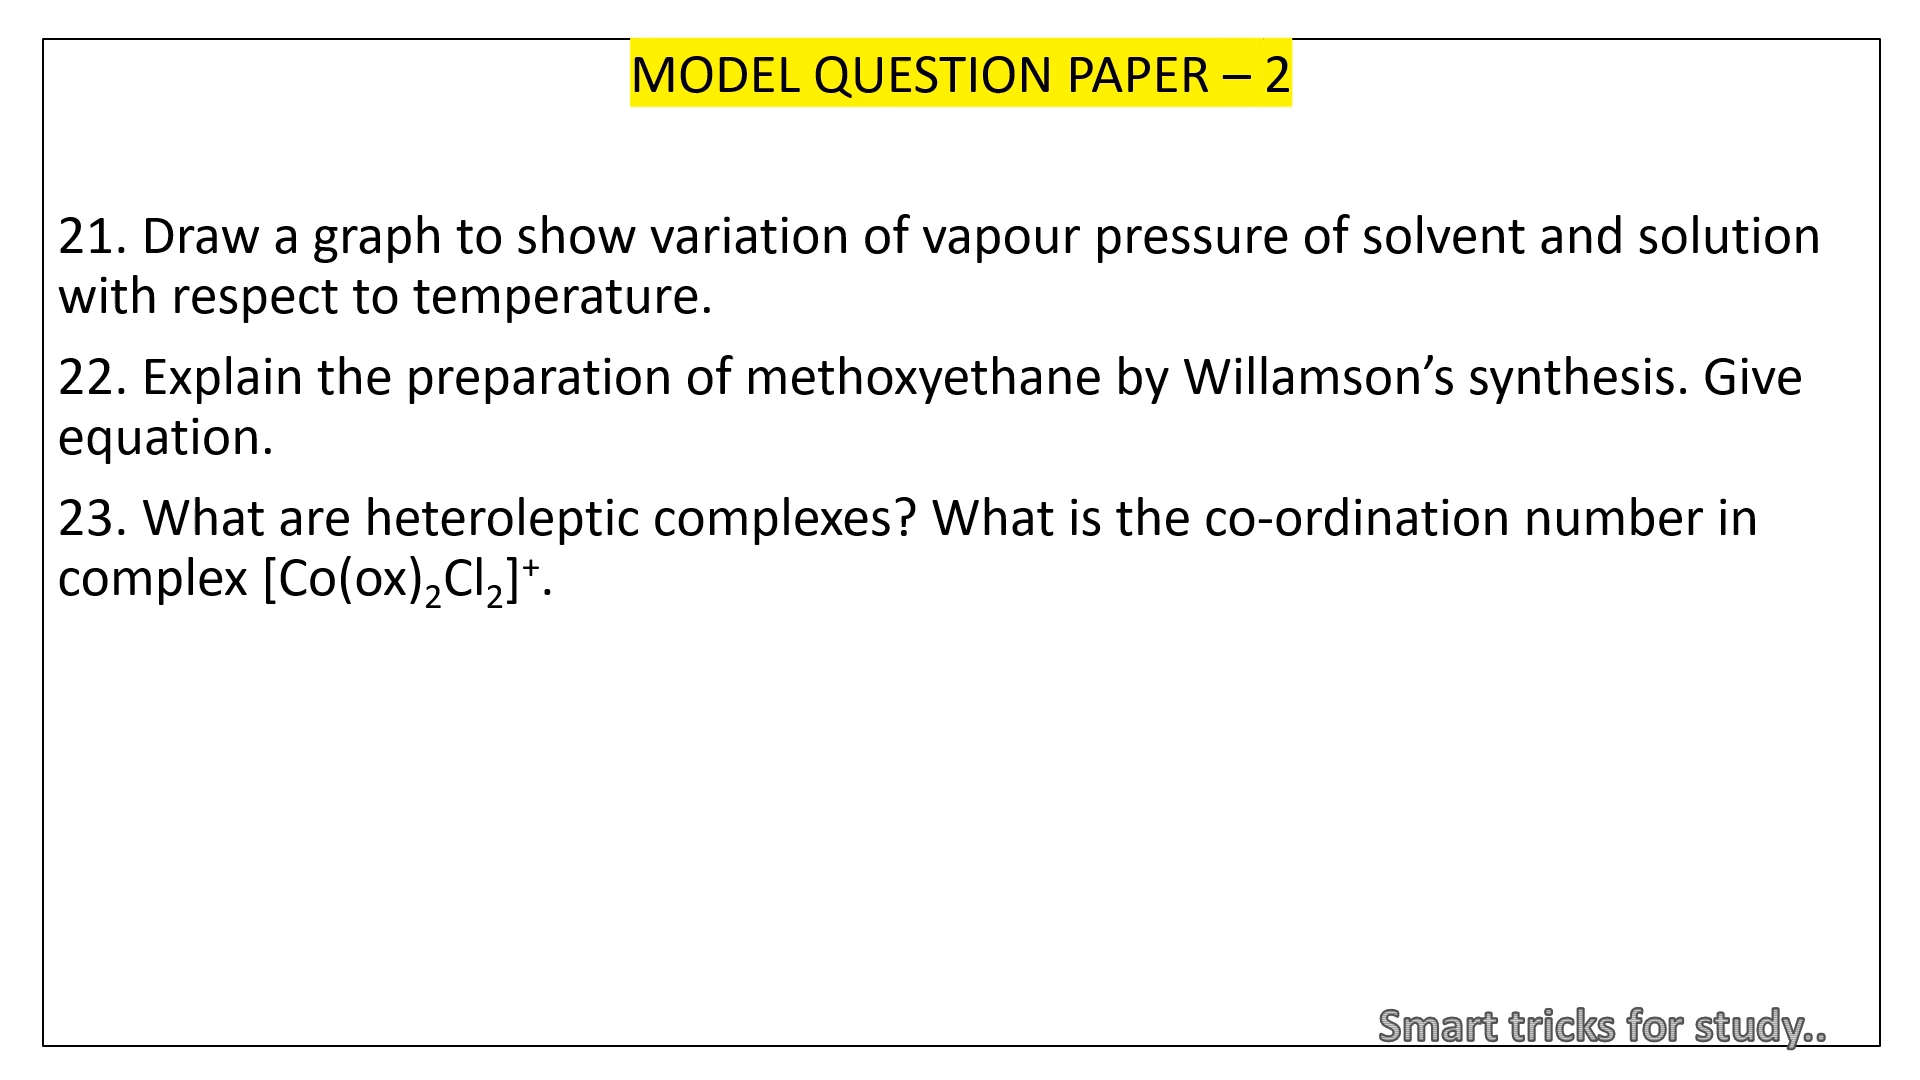 MODEL QUESTION PAPER – 2
21. Draw a graph to show variation of vapour pressure of solvent and solution
with respect to temperature.
22. Explain the preparation of methoxyethane by Willamson’s synthesis. Give
equation.
23. What are heteroleptic complexes? What is the co-ordination number in
complex [Co(ox)₂Cl₂]⁺.
Smart tricks for study..